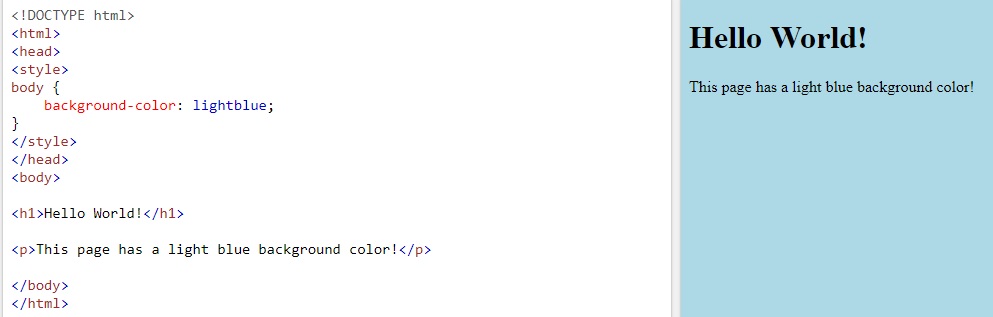 <!DOCTYPE html>
<html>
<head>
<style>
body {
    background-color: lightblue;
}
</style>
</head>
<body>

<h1>Hello World!</h1>

<p>This page has a light blue background color!</p>

</body>
</html>
Hello World!
This page has a light blue background color!